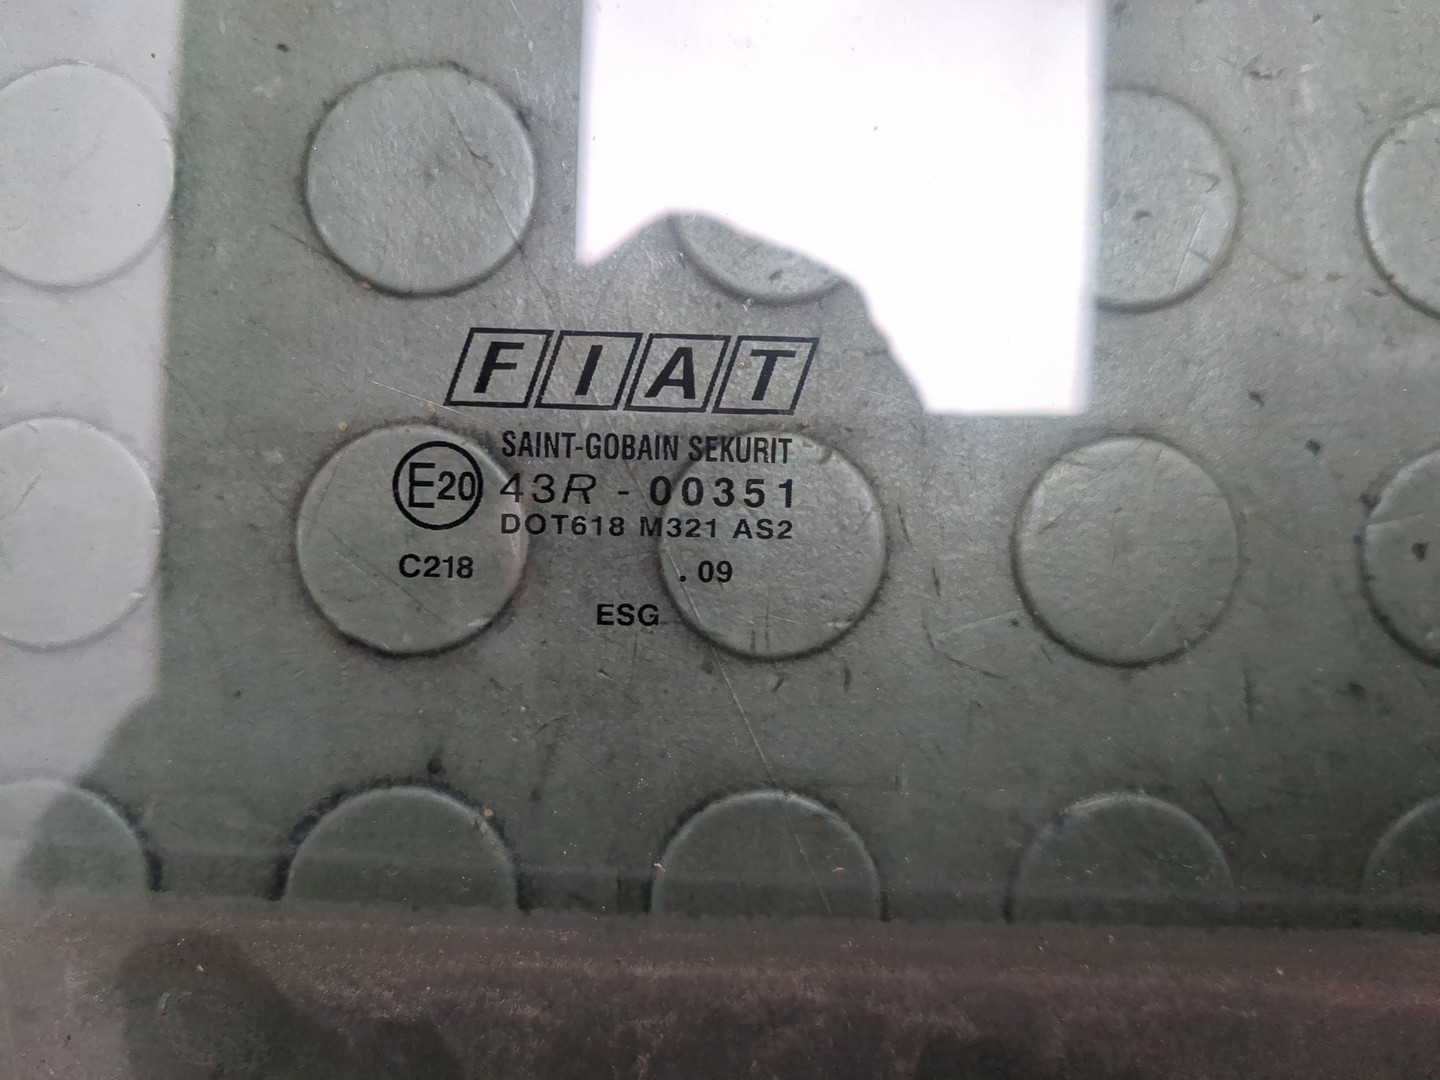 FIAT
SAINT-GOBAIN SEKURIT
E20 43R - 00351
DOT618 M321 AS2
C218 . 09
ESG